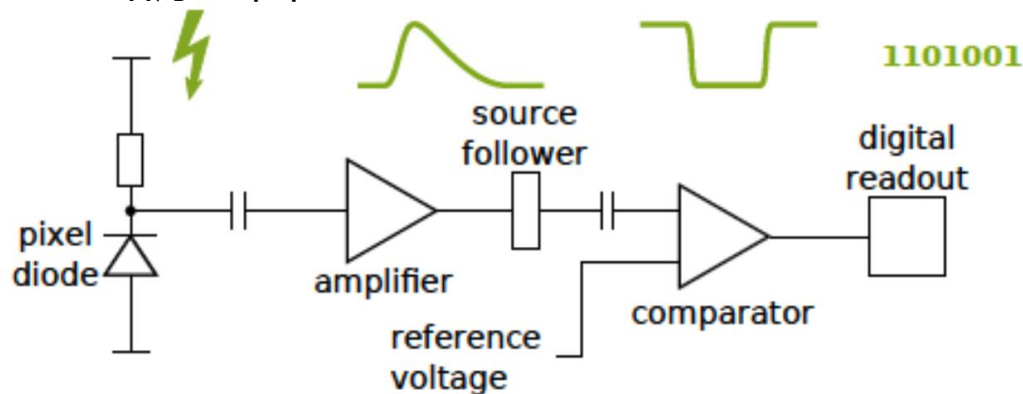 1101001
source
follower
digital
readout
pixel
diode
amplifier
comparator
reference
voltage